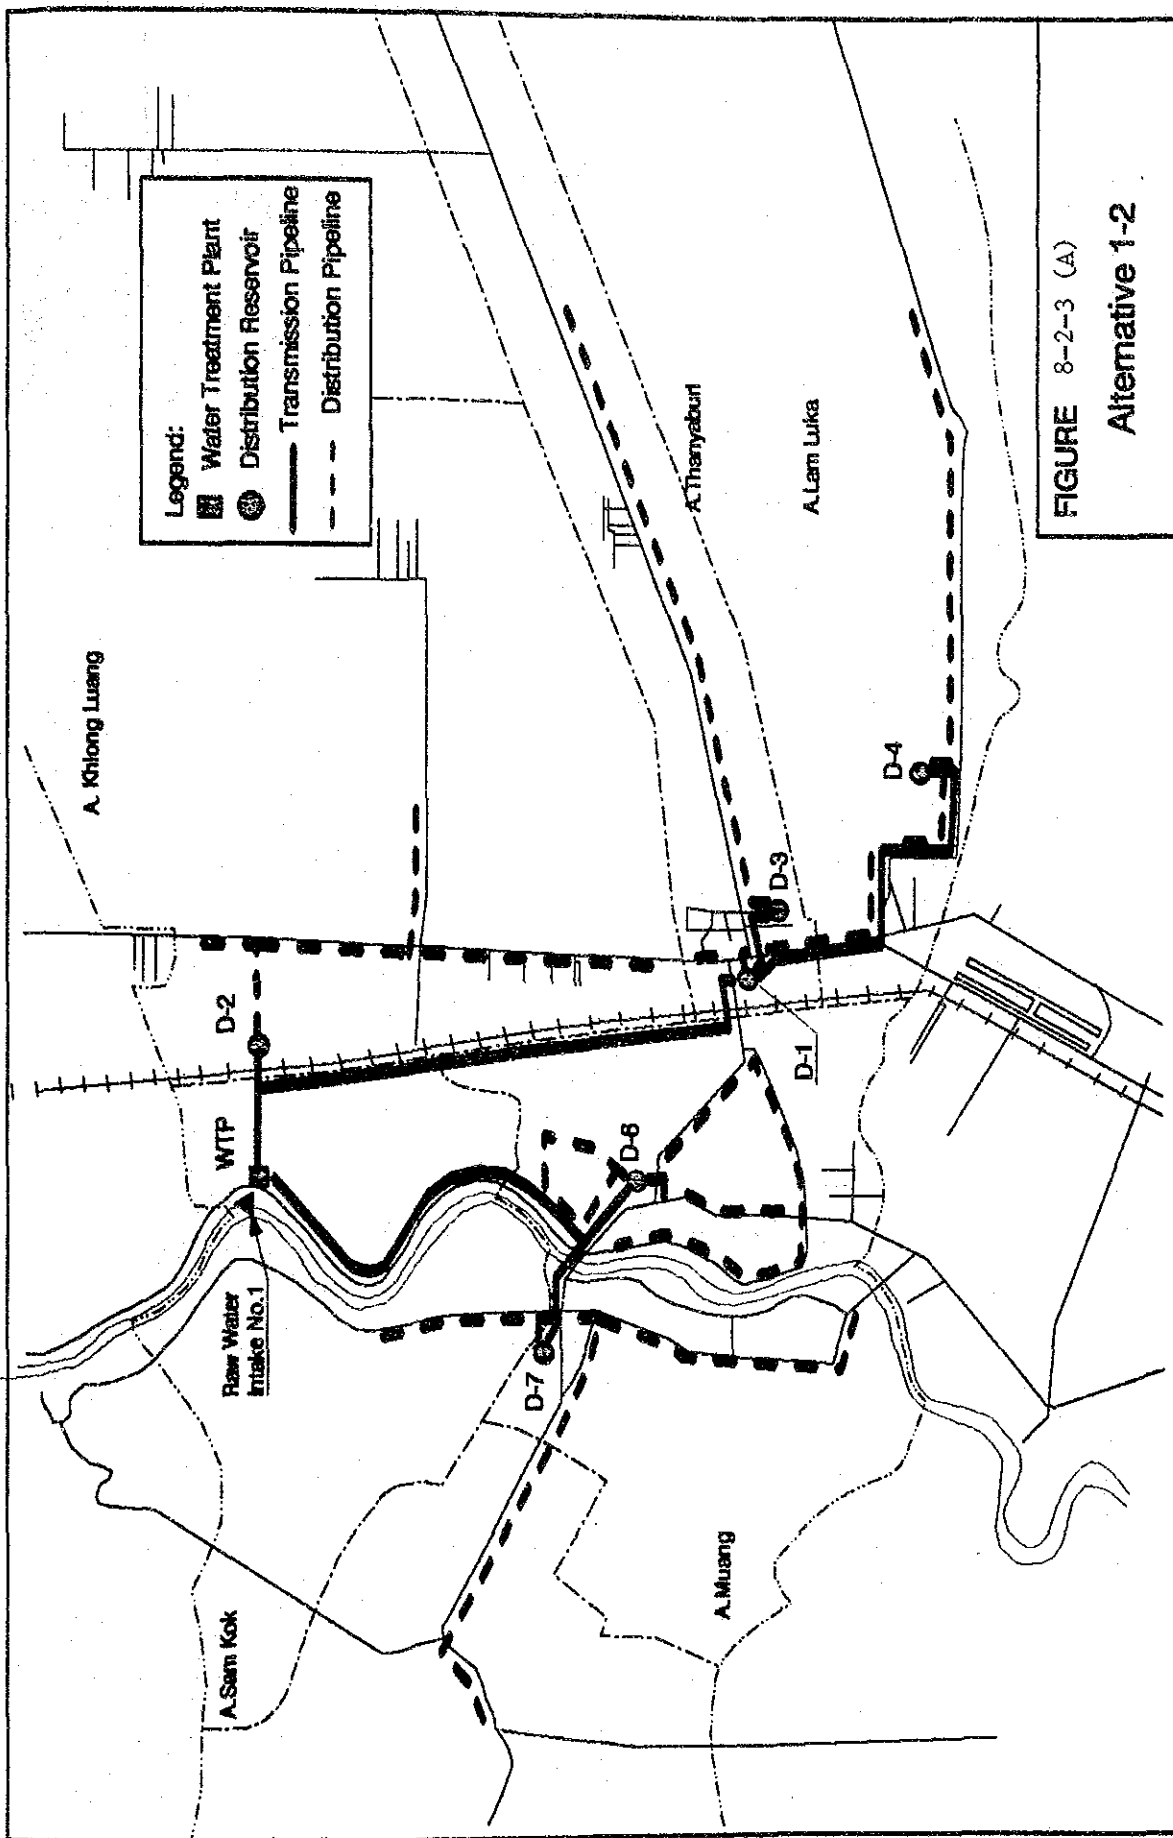 Legend:
Water Treatment Plant
Distribution Reservoir
Transmission Pipeline
Distribution Pipeline
A. Khlong Luang
A.Thanyaburi
A.Lam Luka
D-2
WTP
Raw Water
Intake No.1
D-3
D-4
D-1
D-6
D-7
A.Sam Kok
A.Muang
FIGURE 8-2-3 (A)
Alternative 1-2